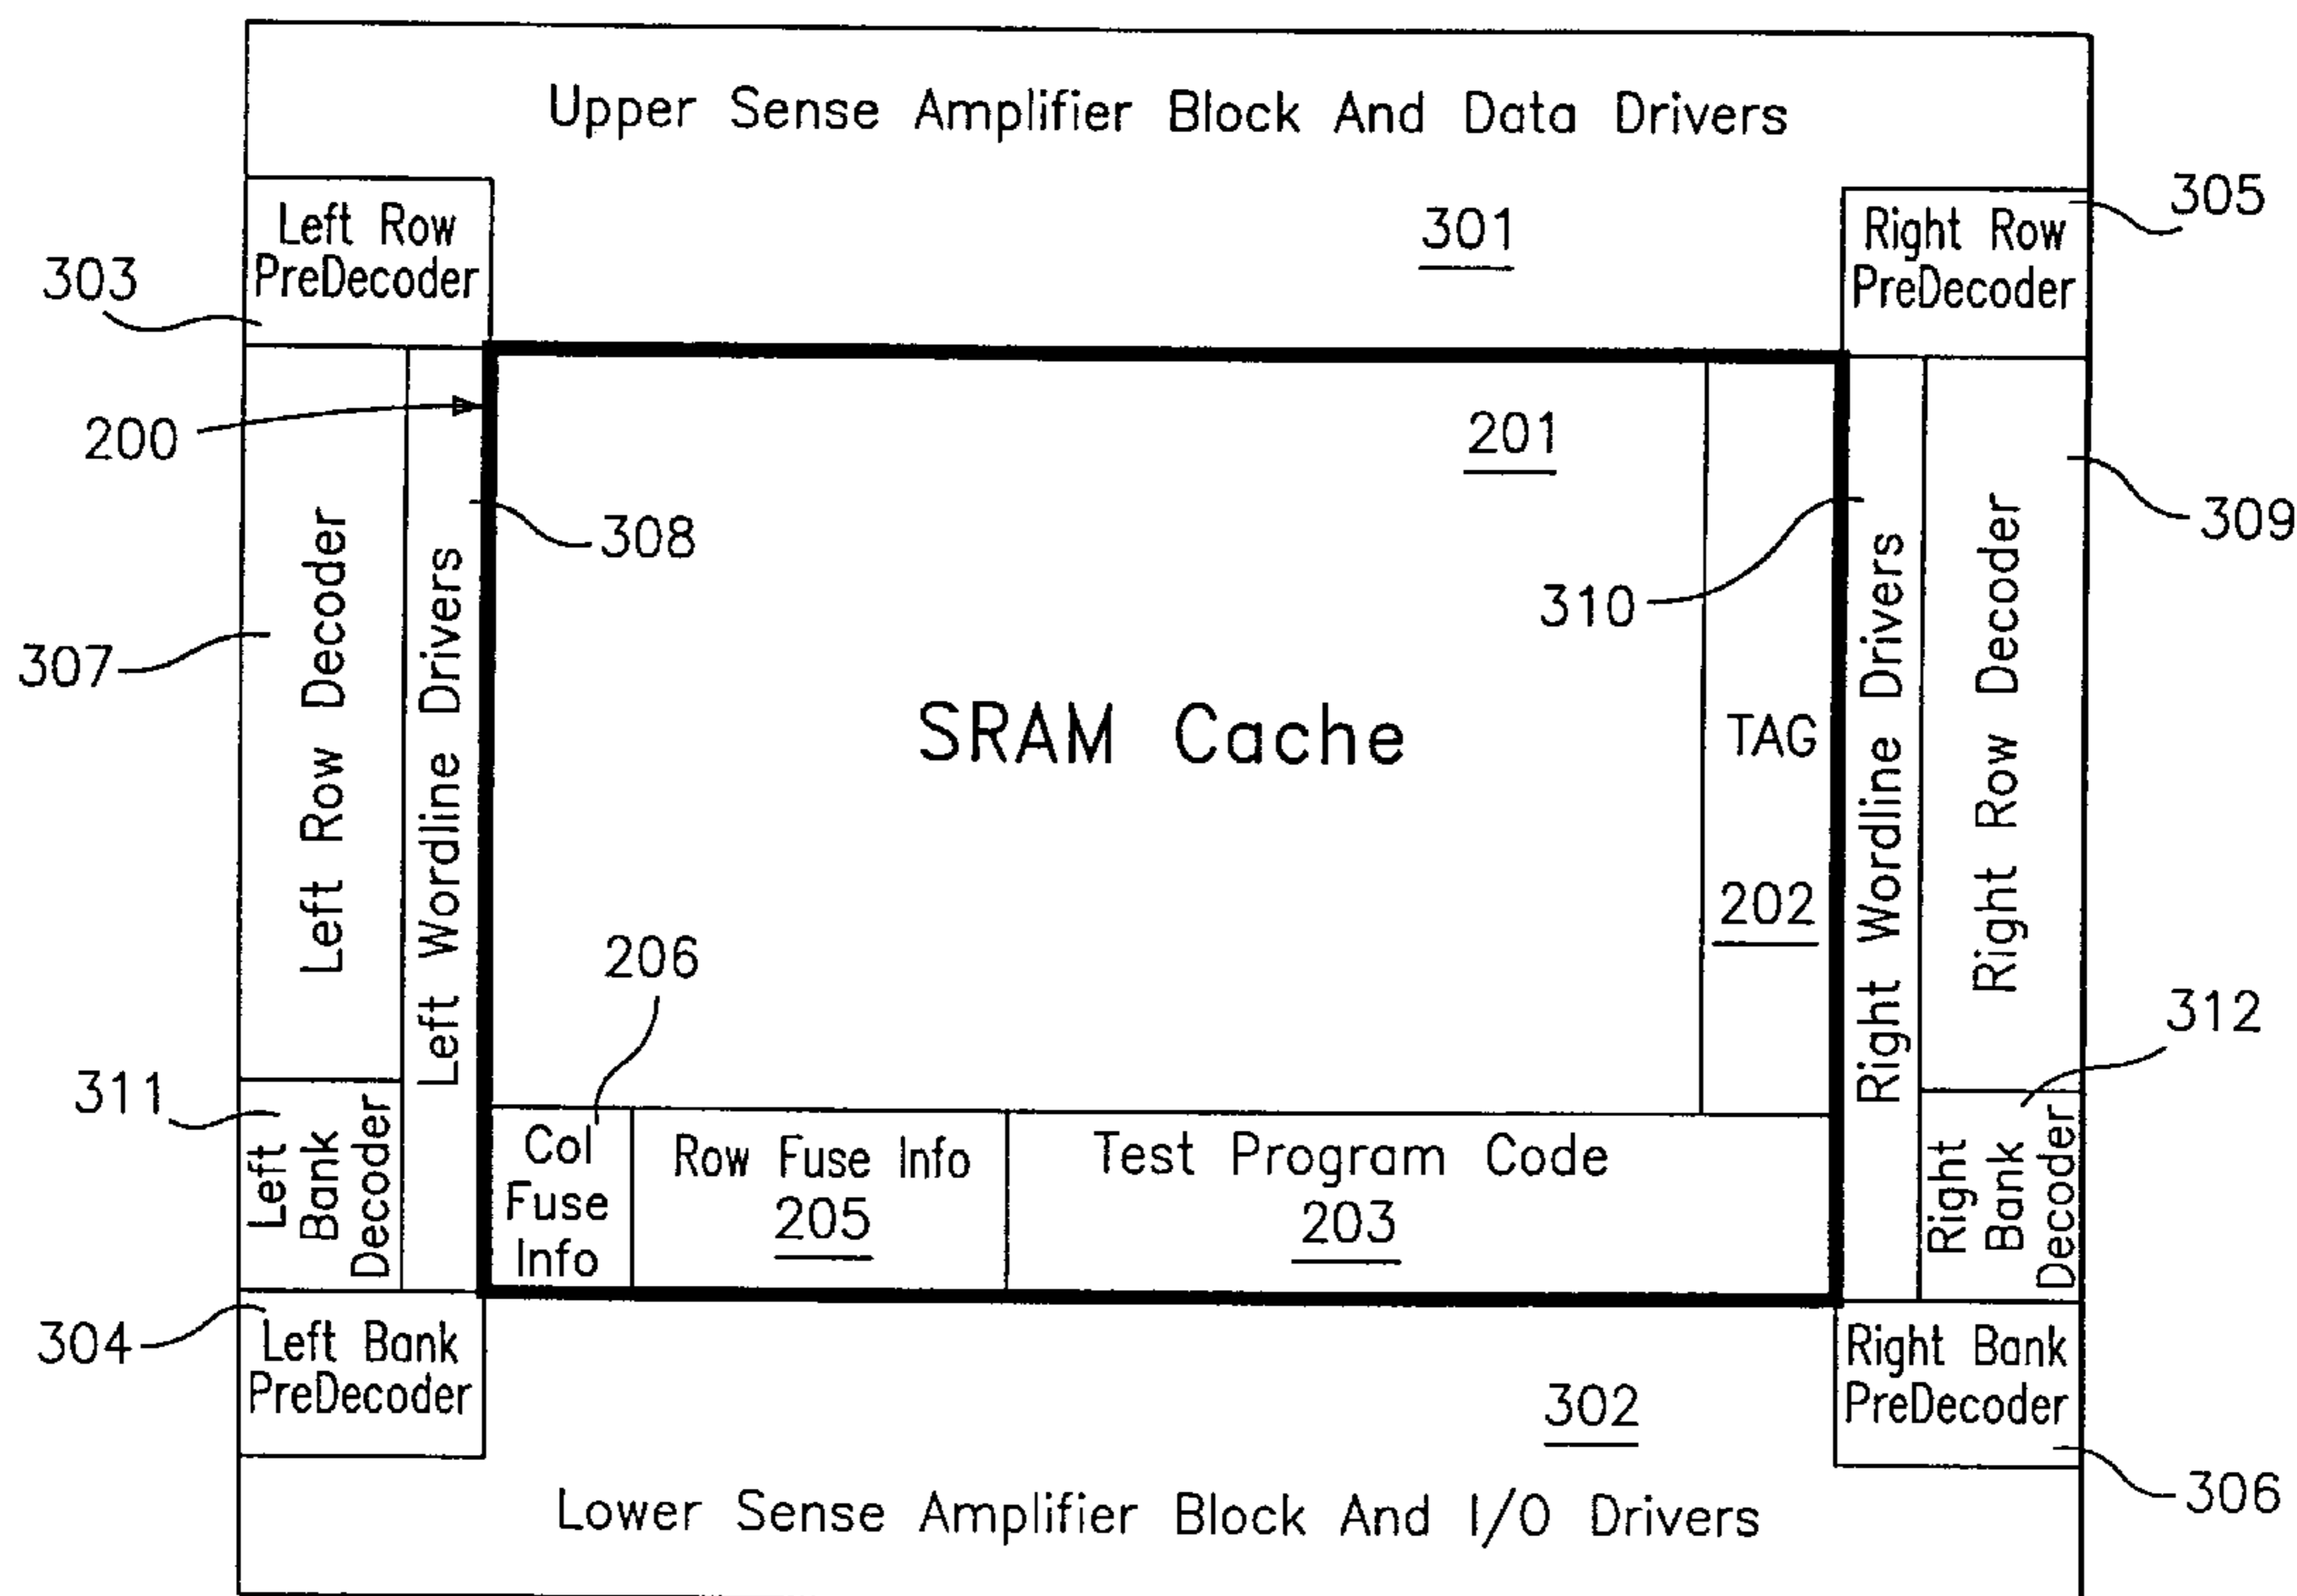 Upper Sense Amplifier Block And Data Drivers
301
Left Row
PreDecoder
303
Right Row
PreDecoder
305
200
201
308
310
309
Left Row Decoder
307
Left Wordline Drivers
SRAM Cache
TAG
202
Right Wordline Drivers
Right Row Decoder
206
312
311
Left
Bank
Decoder
Col
Fuse
Info
Row Fuse Info
205
Test Program Code
203
Right
Bank
Decoder
304
Left Bank
PreDecoder
302
Right Bank
PreDecoder
306
Lower Sense Amplifier Block And I/O Drivers